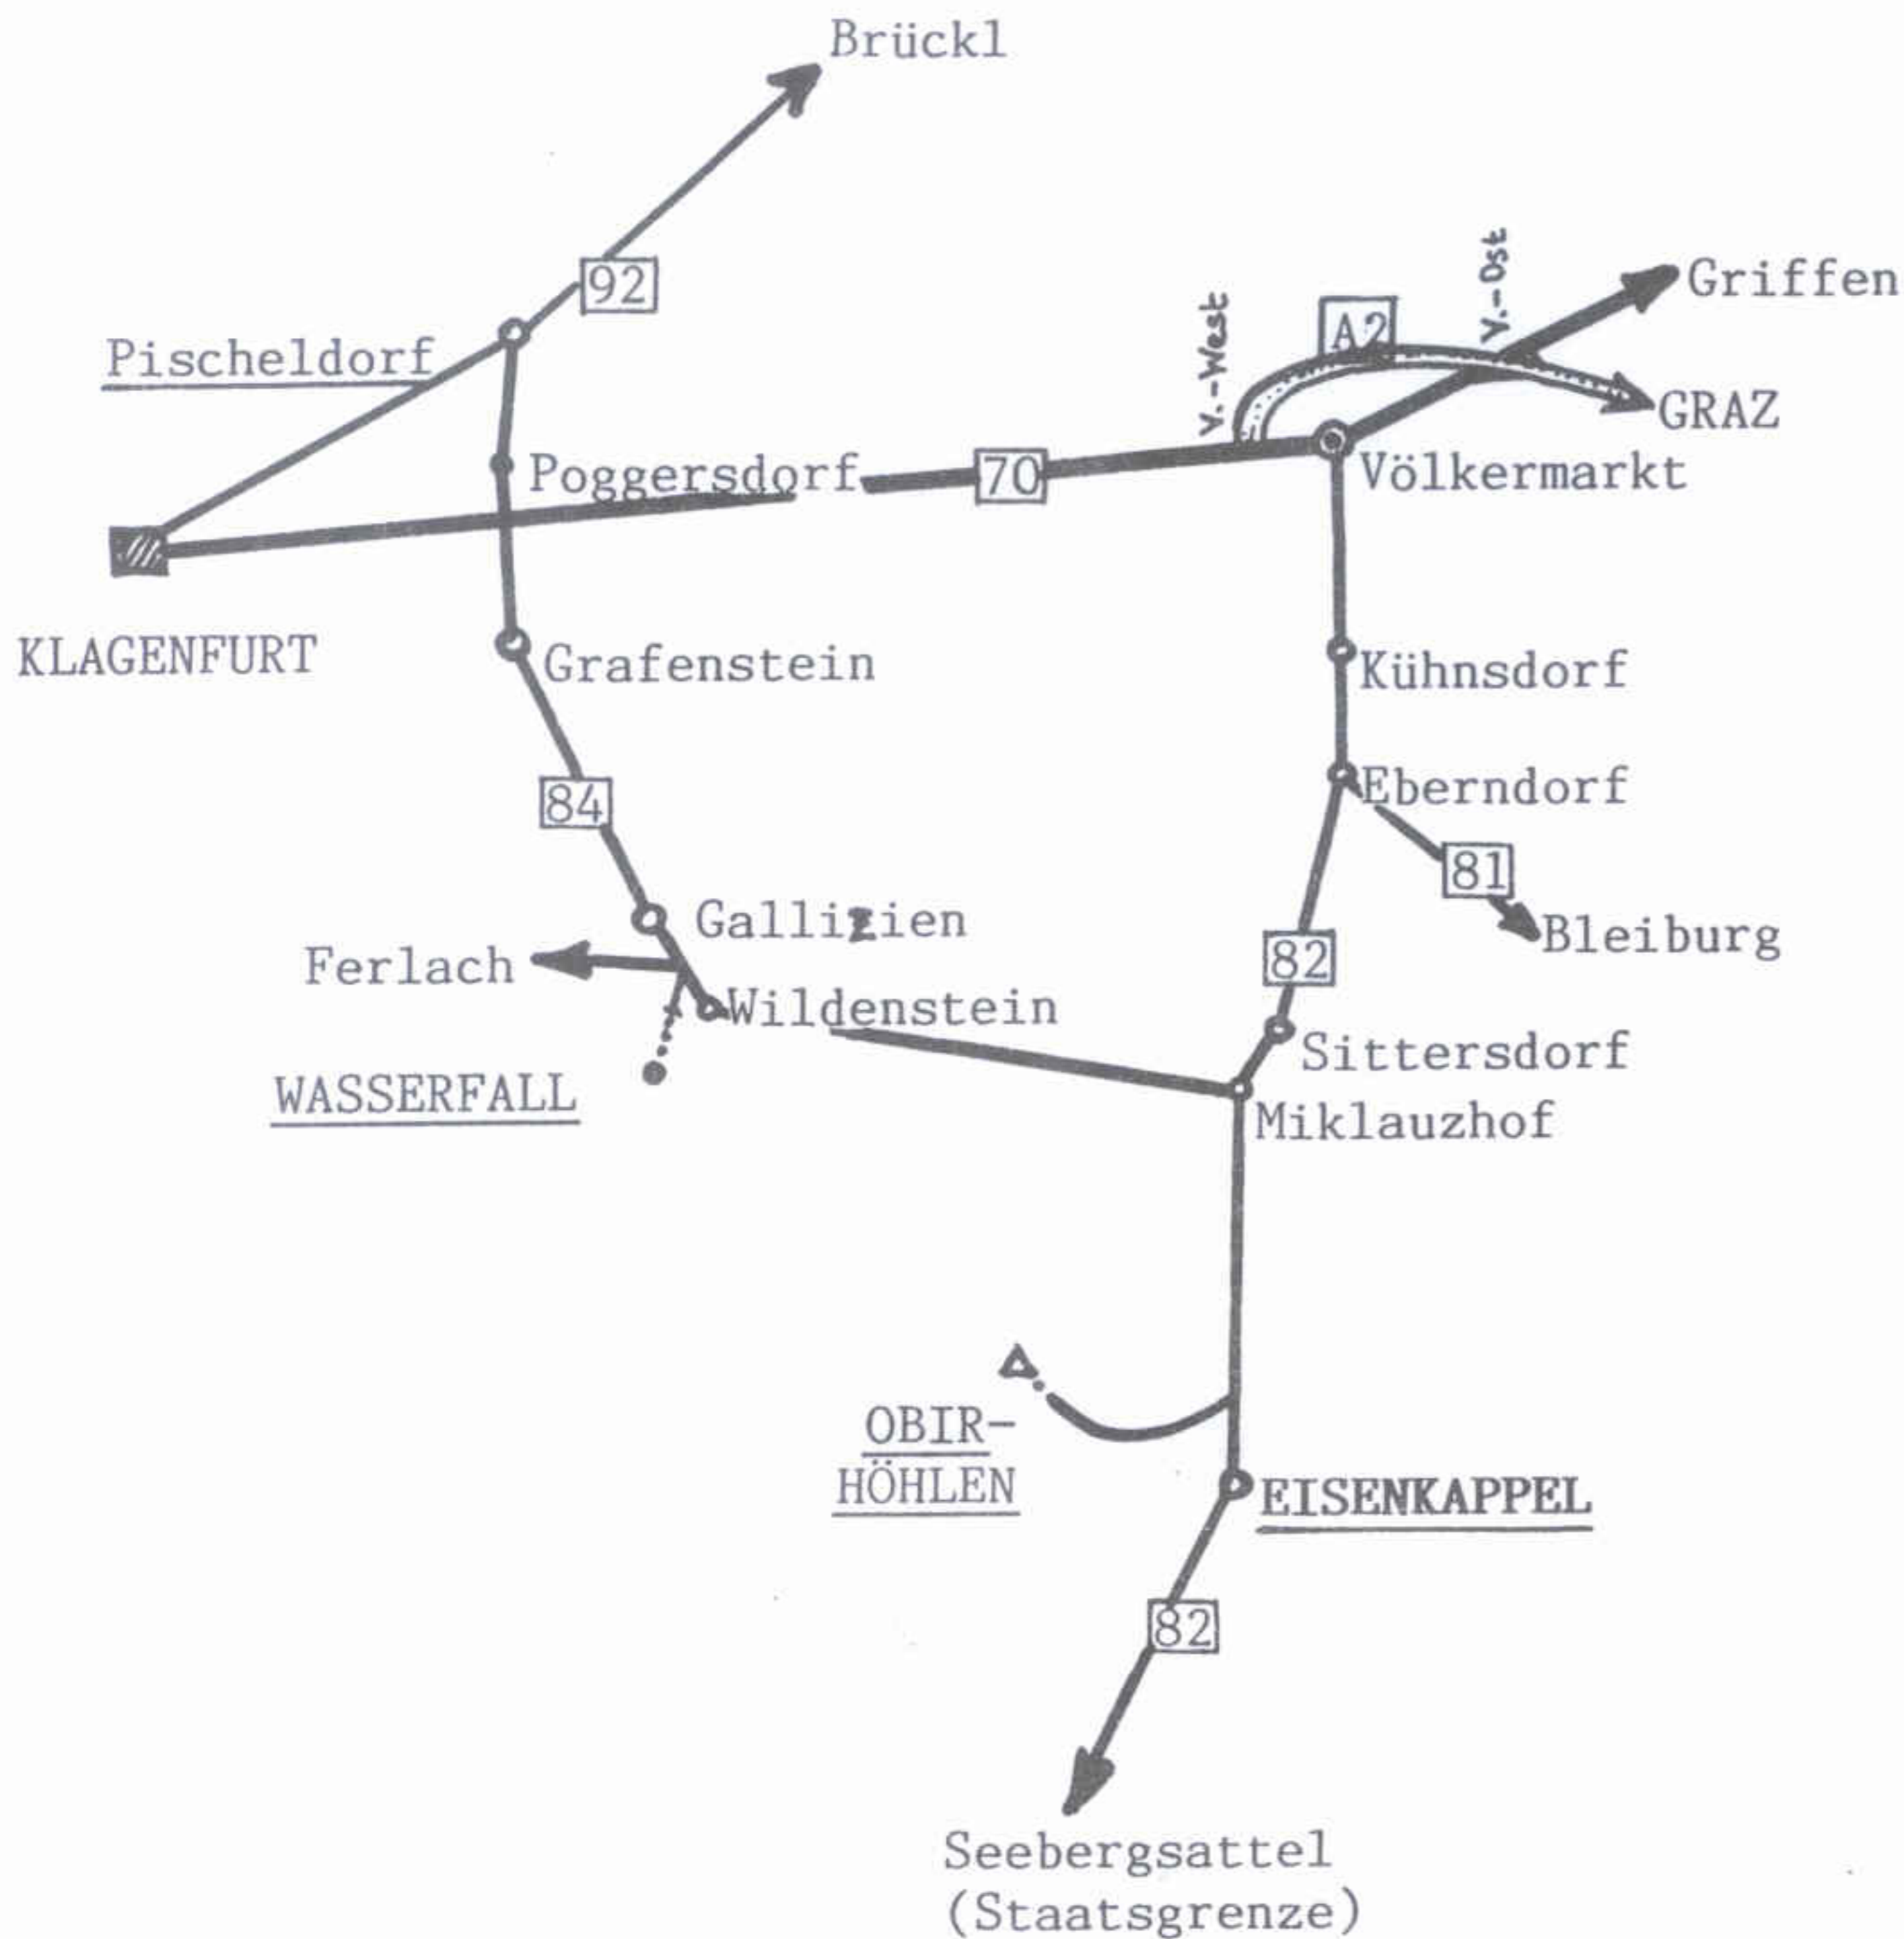 Brückl
92
V.-Ost
Griffen
Pischeldorf
V.-West
A2
GRAZ
Poggersdorf
70
Völkermarkt
KLAGENFURT
Grafenstein
Kühnsdorf
84
Eberndorf
81
Gallizien
Bleiburg
Ferlach
82
Wildenstein
Sittersdorf
WASSERFALL
Miklauzhof
OBIR-
HÖHLEN
EISENKAPPEL
82
Seebergsattel
(Staatsgrenze)